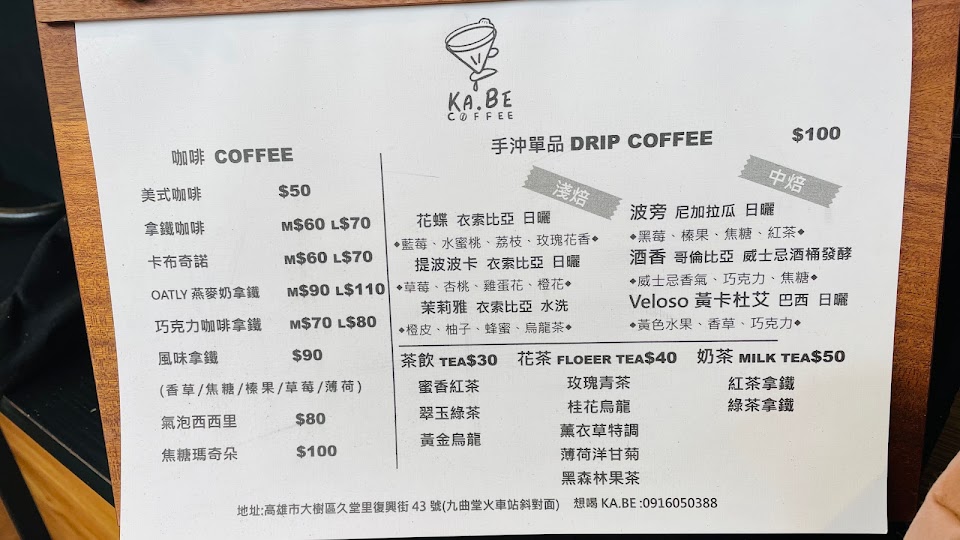 KA.BE
COFFEE
咖啡 COFFEE
美式咖啡 $50
拿鐵咖啡 M$60 L$70
卡布奇諾 M$60 L$70
OATLY 燕麥奶拿鐵 M$90 L$110
巧克力咖啡拿鐵 M$70 L$80
風味拿鐵 $90
(香草/焦糖/榛果/草莓/薄荷)
氣泡西西里 $80
焦糖瑪奇朵 $100
手沖單品 DRIP COFFEE $100
淺焙
花蝶 衣索比亞 日曬
◆藍莓、水蜜桃、荔枝、玫瑰花香◆
提波波卡 衣索比亞 日曬
◆草莓、杏桃、雞蛋花、橙花◆
茉莉雅 衣索比亞 水洗
◆橙皮、柚子、蜂蜜、烏龍茶◆
中焙
波旁 尼加拉瓜 日曬
◆黑莓、榛果、焦糖、紅茶◆
酒香 哥倫比亞 威士忌酒桶發酵
◆威士忌香氣、巧克力、焦糖◆
Veloso 黃卡杜艾 巴西 日曬
◆黃色水果、香草、巧克力◆
茶飲 TEA$30
蜜香紅茶
翠玉綠茶
黃金烏龍
花茶 FLOEER TEA$40
玫瑰青茶
桂花烏龍
薰衣草特調
薄荷洋甘菊
黑森林果茶
奶茶 MILK TEA$50
紅茶拿鐵
綠茶拿鐵
地址:高雄市大樹區久堂里復興街 43 號(九曲堂火車站斜對面) 想喝 KA.BE :0916050388